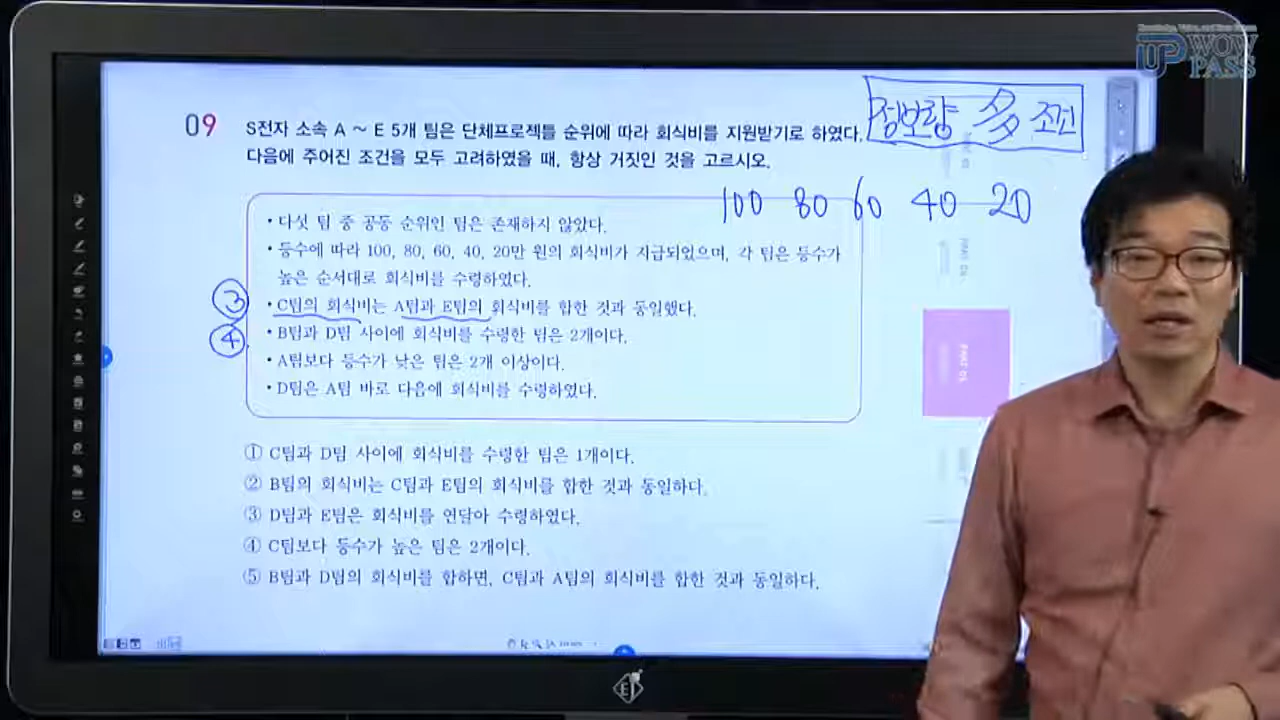 UP WOW PASS
정보량 多 조건
09 S전자 소속 A ~ E 5개 팀은 단체프로젝트를 순위에 따라 회식비를 지원받기로 하였다.
다음에 주어진 조건을 모두 고려하였을 때, 항상 거짓인 것을 고르시오.
100 80 60 40 20
• 다섯 팀 중 공동 순위인 팀은 존재하지 않았다.
• 등수에 따라 100, 80, 60, 40, 20만 원의 회식비가 지급되었으며, 각 팀은 등수가
높은 순서대로 회식비를 수령하였다.
③ • C팀의 회식비는 A팀과 E팀의 회식비를 합한 것과 동일했다.
④ • B팀과 D팀 사이에 회식비를 수령한 팀은 2개이다.
• A팀보다 등수가 낮은 팀은 2개 이상이다.
• D팀은 A팀 바로 다음에 회식비를 수령하였다.
① C팀과 D팀 사이에 회식비를 수령한 팀은 1개이다.
② B팀의 회식비는 C팀과 E팀의 회식비를 합한 것과 동일하다.
③ D팀과 E팀은 회식비를 연달아 수령하였다.
④ C팀보다 등수가 높은 팀은 2개이다.
⑤ B팀과 D팀의 회식비를 합하면, C팀과 A팀의 회식비를 합한 것과 동일하다.